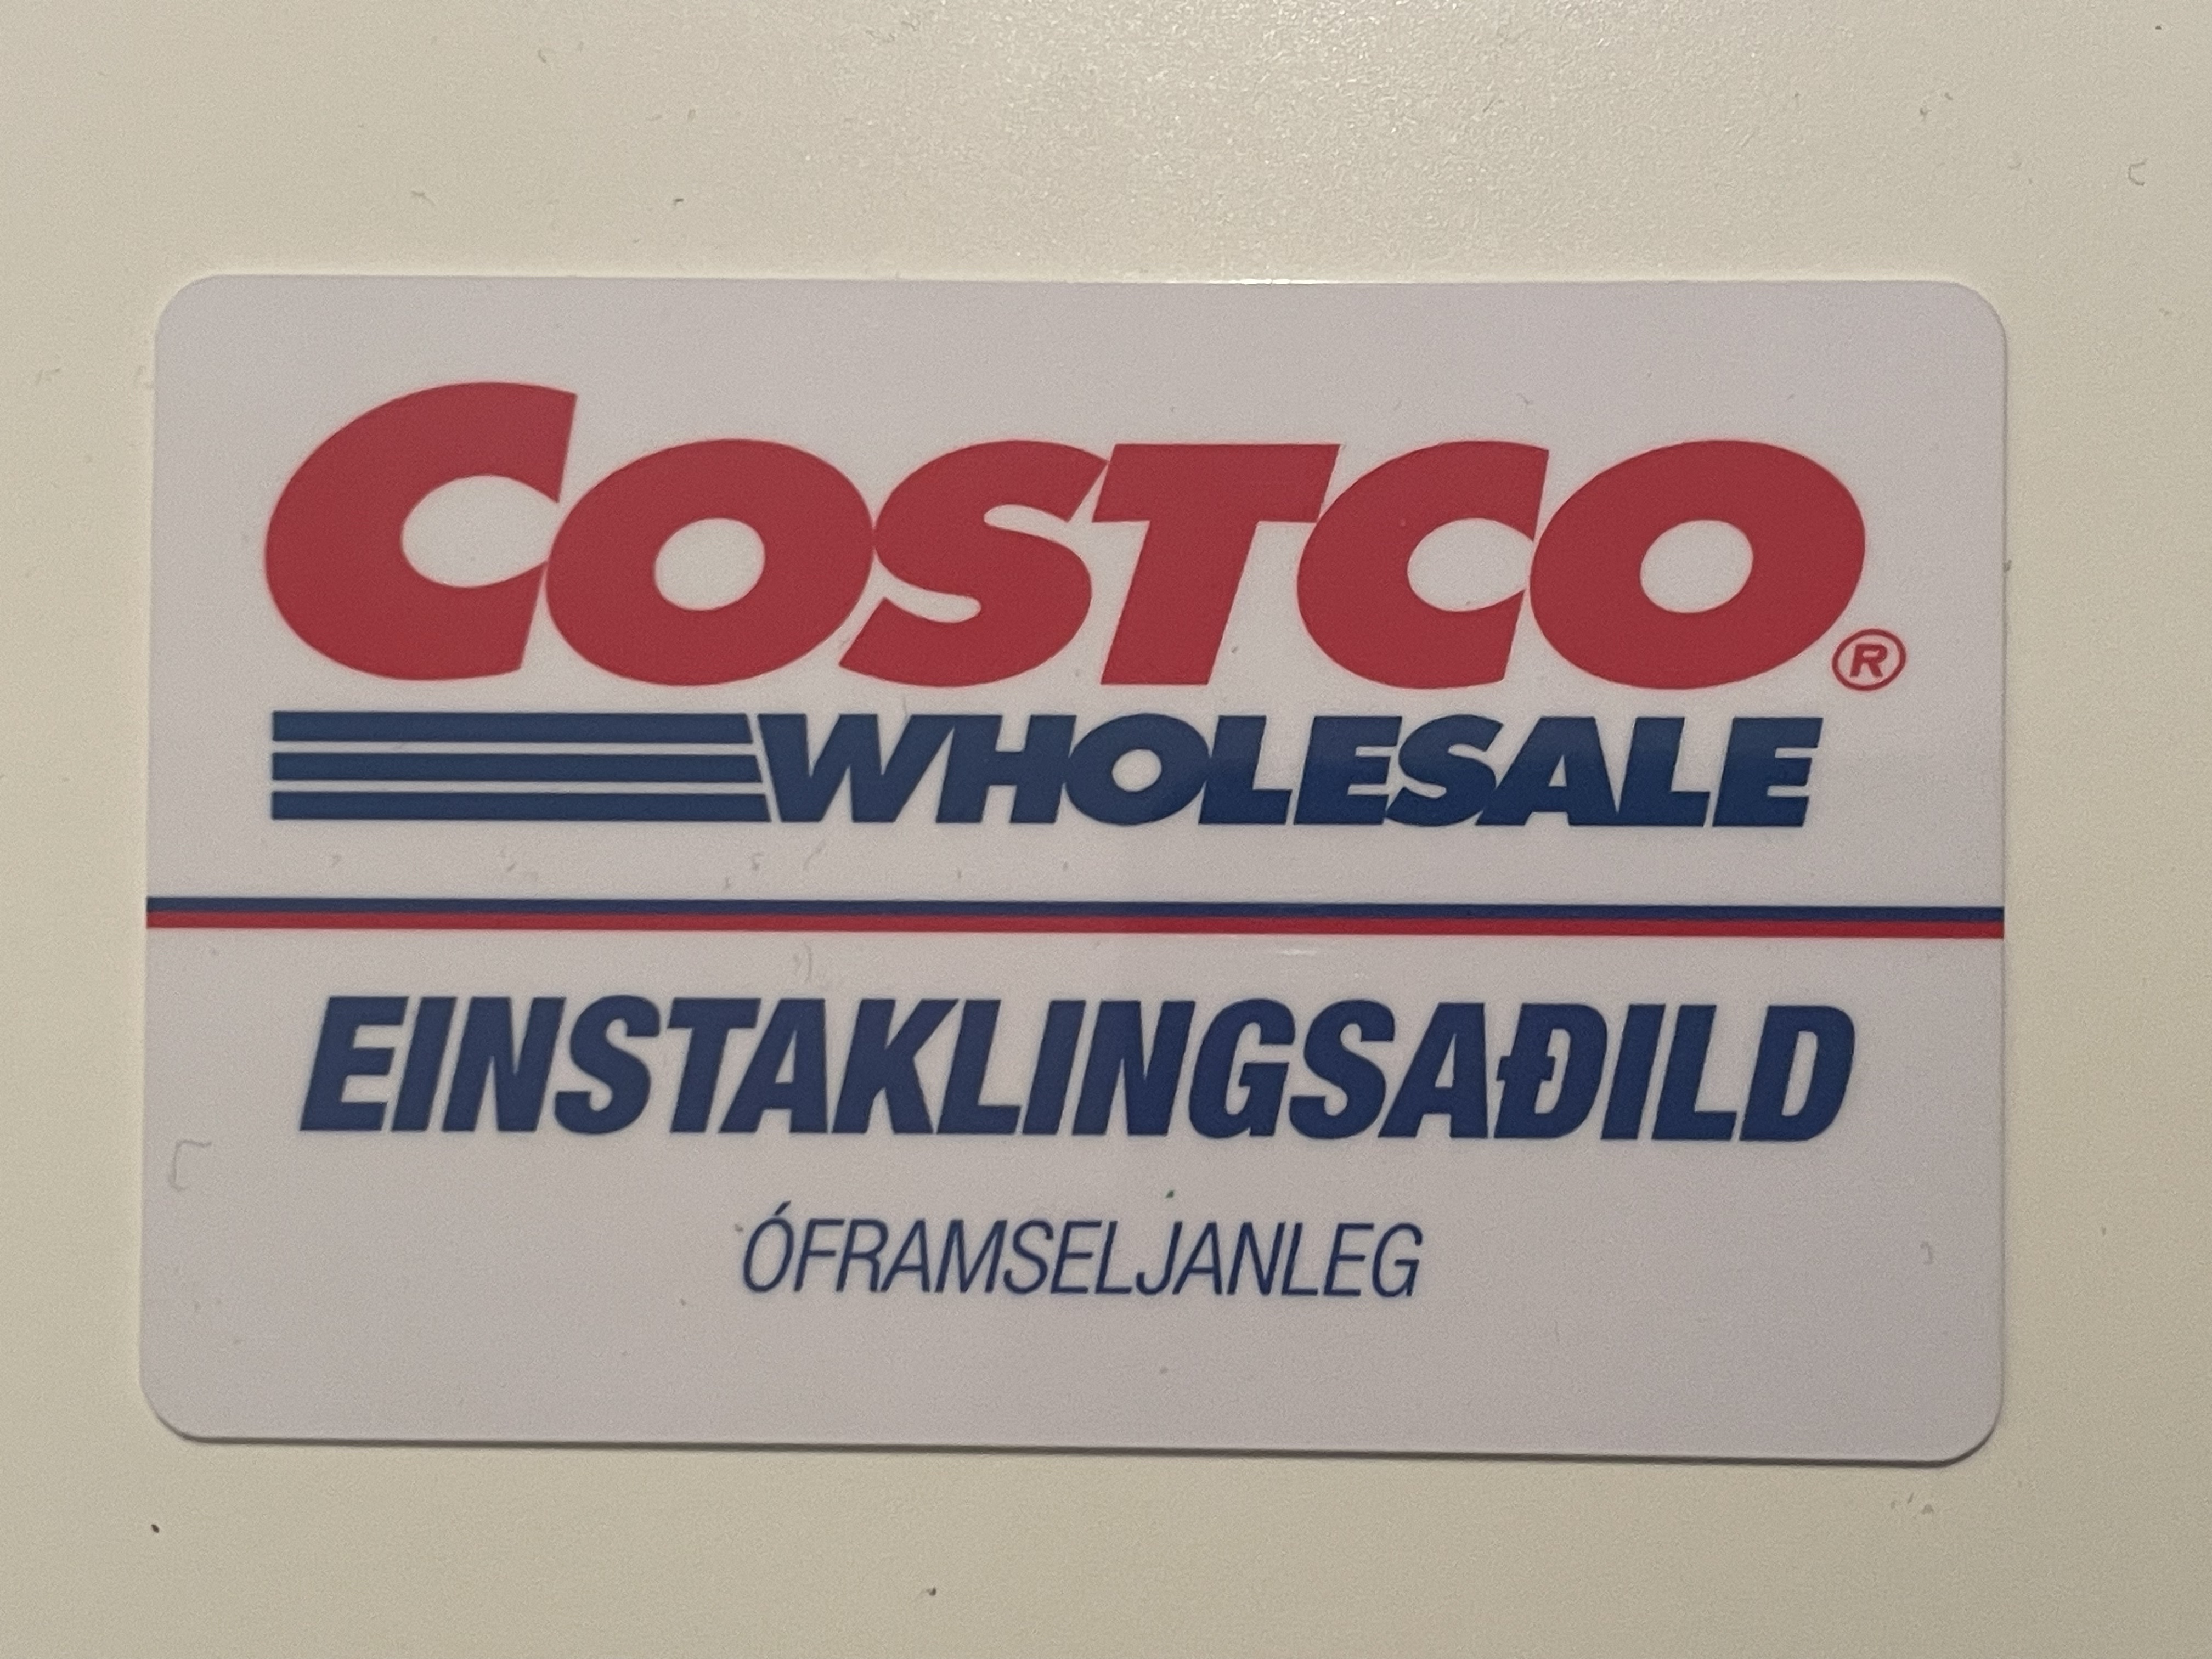 COSTCO®
WHOLESALE
EINSTAKLINGSAÐILD
ÓFRAMSELJANLEG